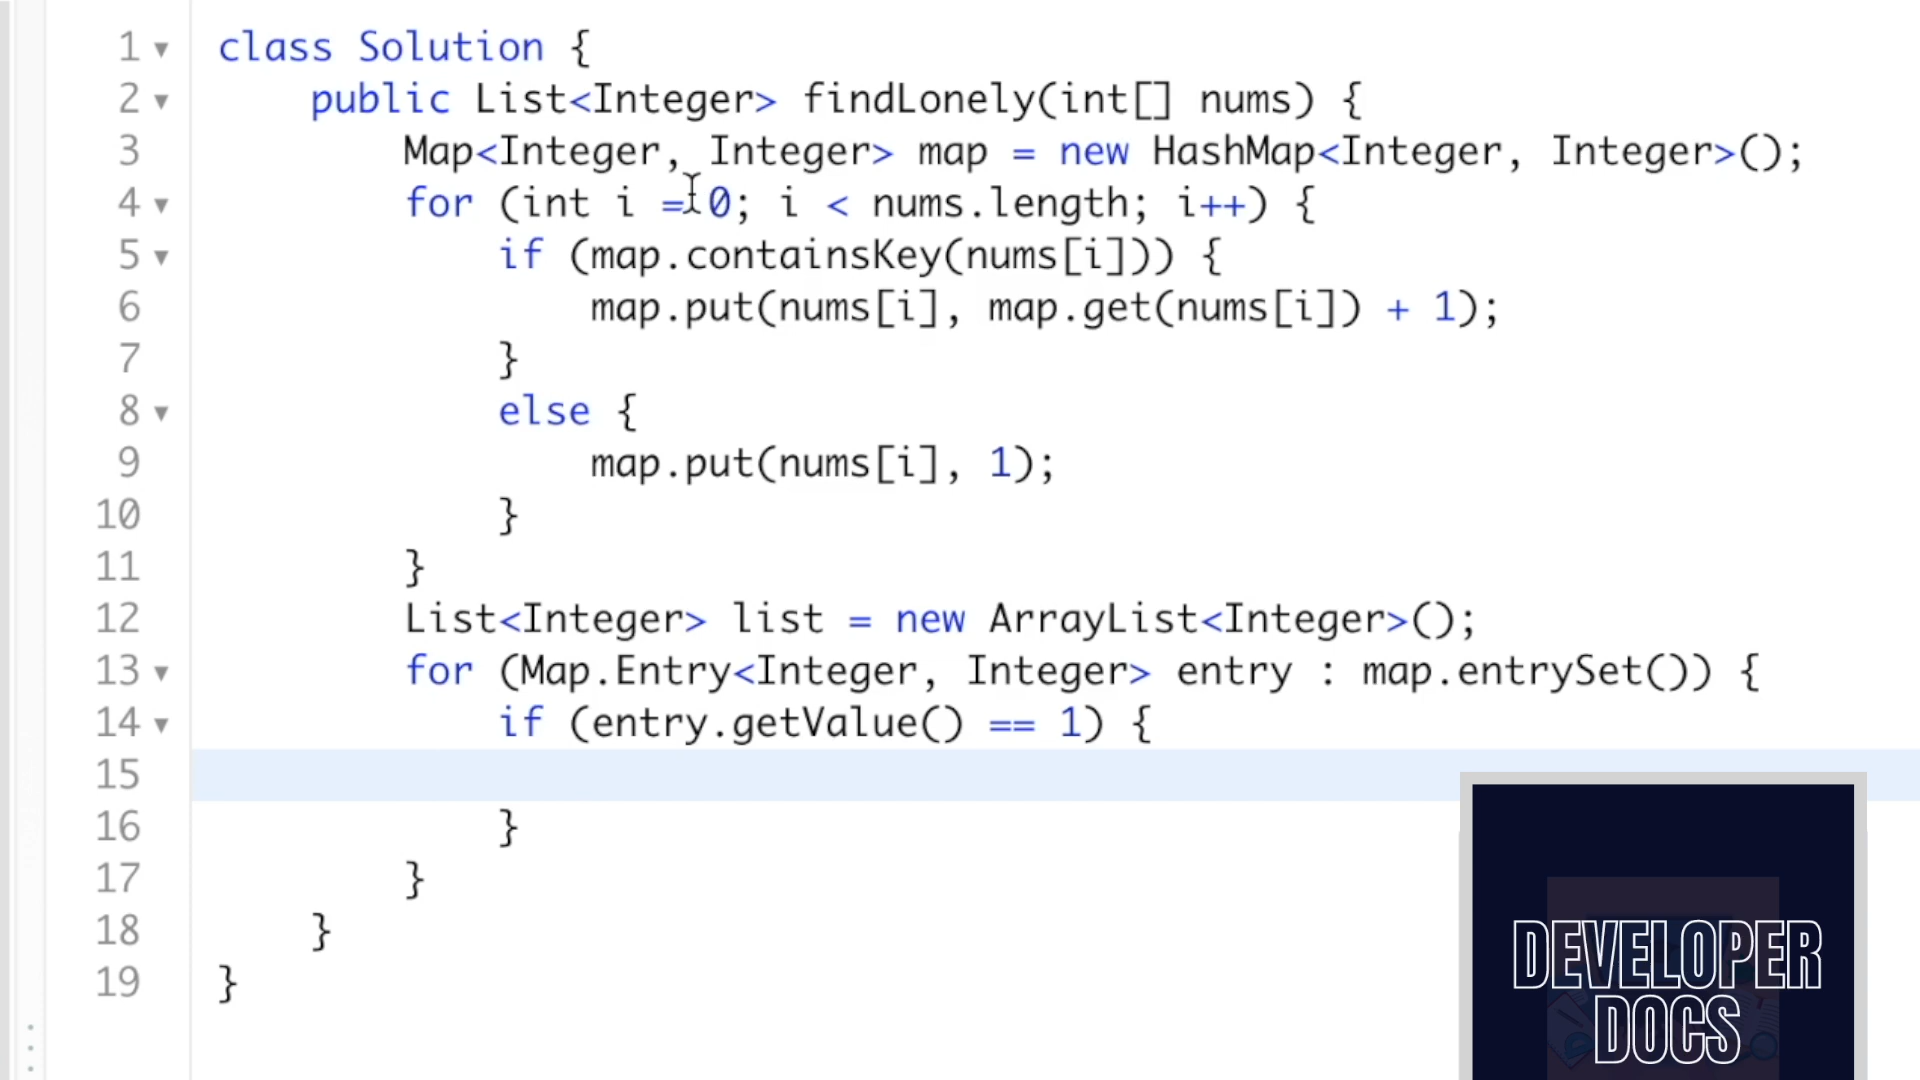 1 class Solution {
2 public List<Integer> findLonely(int[] nums) {
3 Map<Integer, Integer> map = new HashMap<Integer, Integer>();
4 for (int i = 0; i < nums.length; i++) {
5 if (map.containsKey(nums[i])) {
6 map.put(nums[i], map.get(nums[i]) + 1);
7 }
8 else {
9 map.put(nums[i], 1);
10 }
11 }
12 List<Integer> list = new ArrayList<Integer>();
13 for (Map.Entry<Integer, Integer> entry : map.entrySet()) {
14 if (entry.getValue() == 1) {
15
16 }
17 }
18 }
19 }
DEVELOPER
DOCS